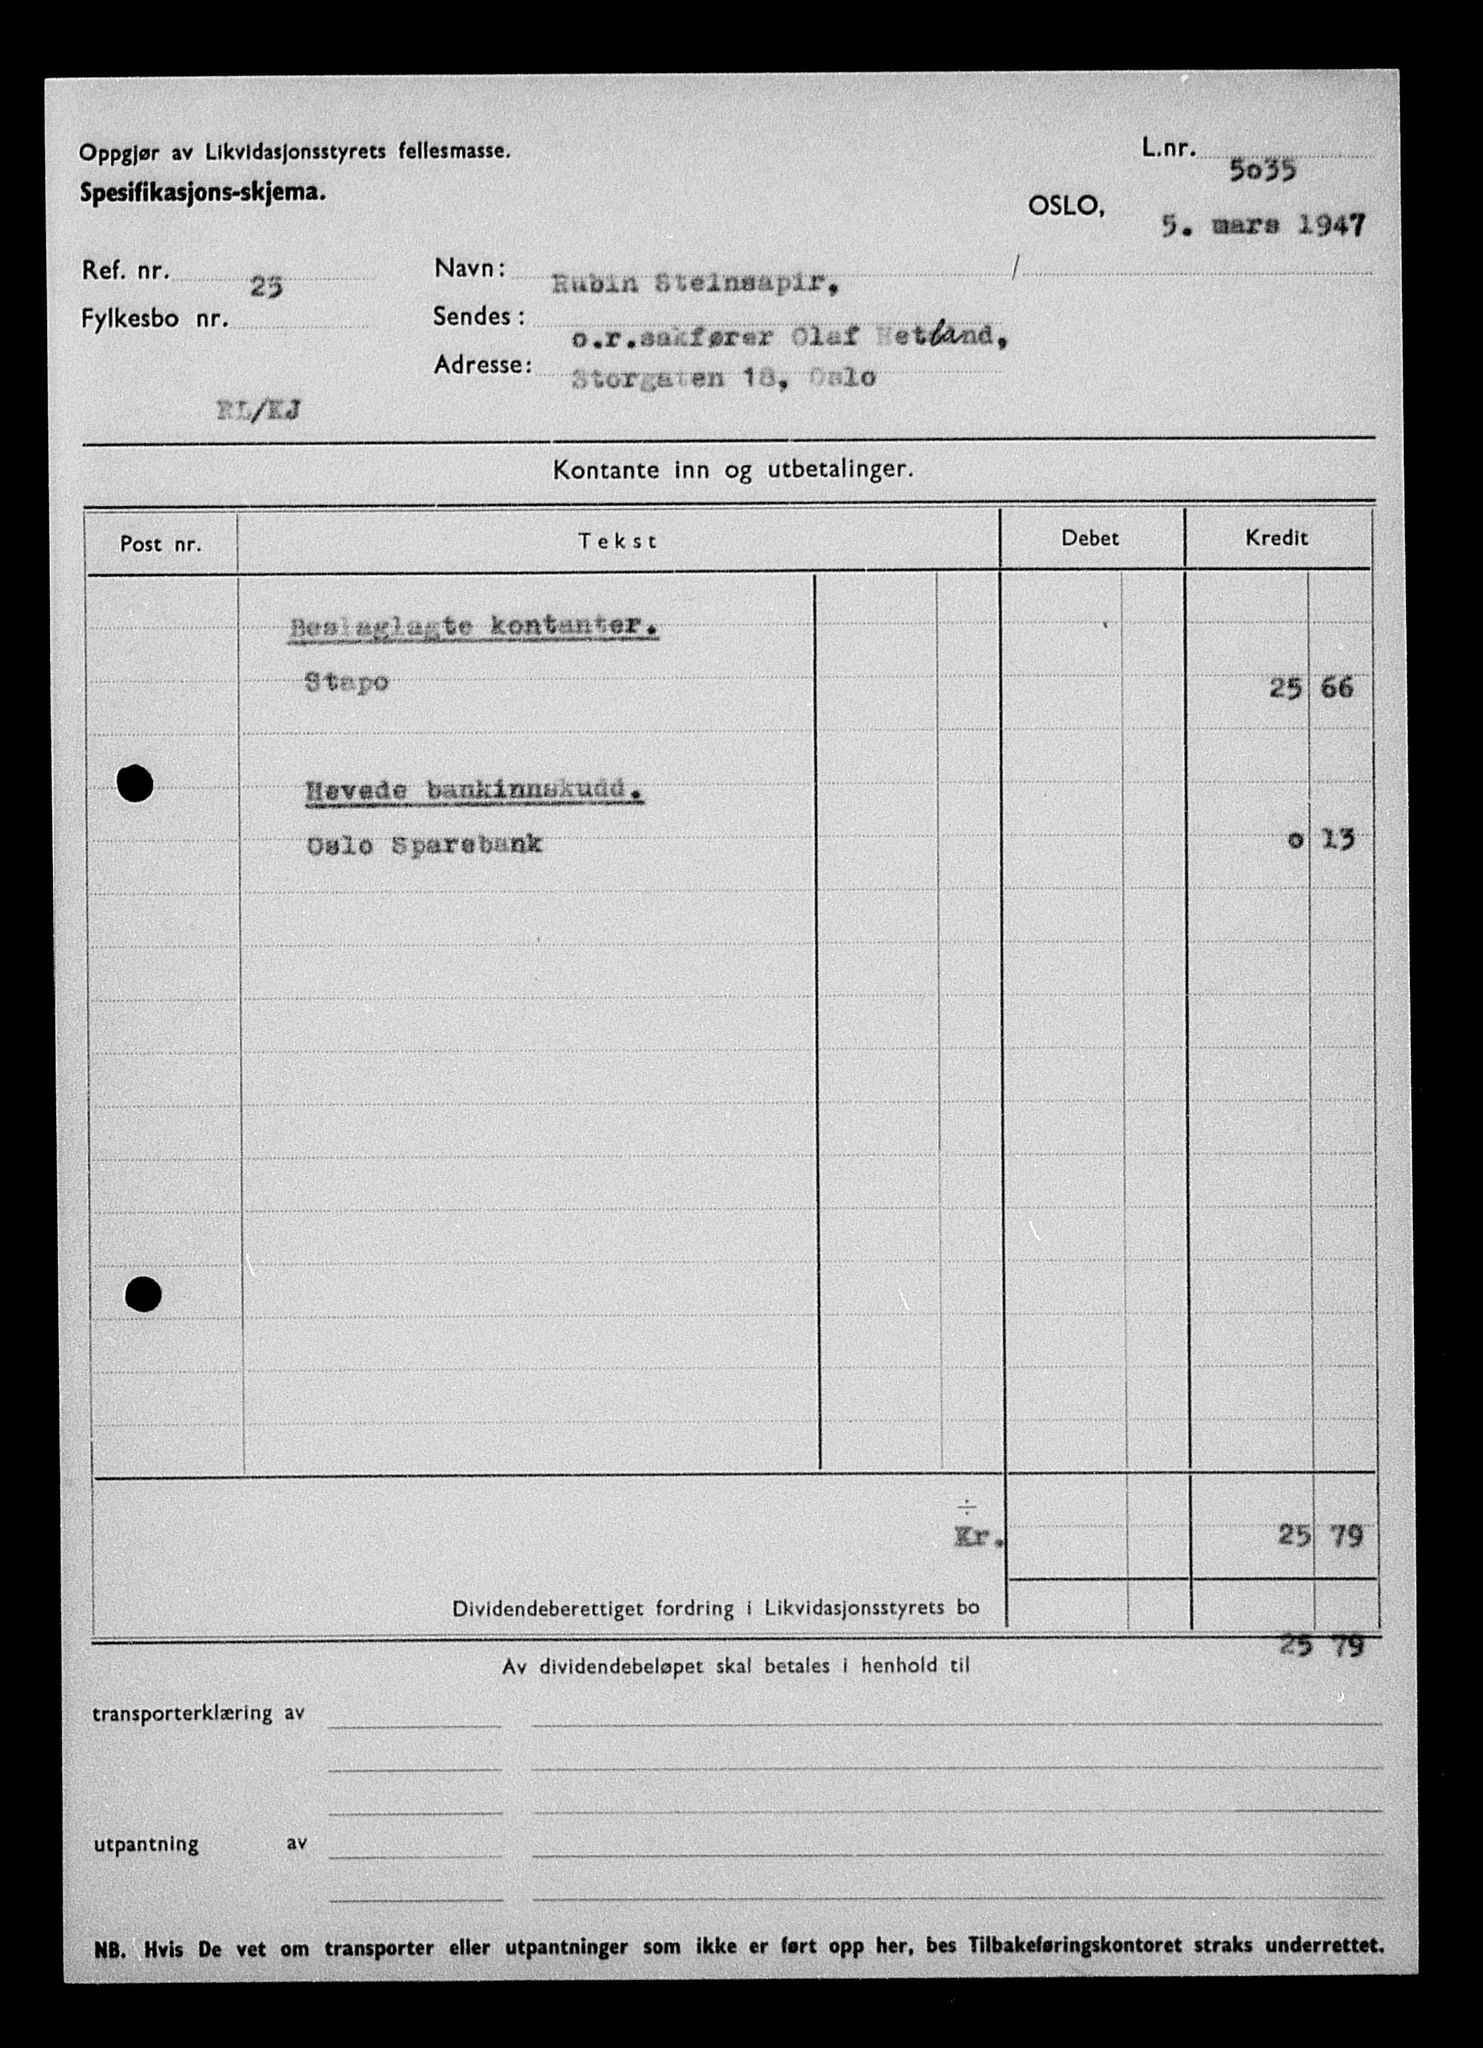 Oppgjør av Likvidasjonsstyrets fellesmasse.
L.nr. 5035
Spesifikasjons-skjema.
OSLO, 5. mars 1947
Ref. nr. 25
Navn: Rubin Steinsapir, /
Fylkesbo nr.
Sendes: o.r.sakfører Olaf Hetland,
Adresse: Storgaten 18, Oslo
RL/KJ
Kontante inn og utbetalinger.
Post nr. Tekst Debet Kredit
Beslaglagte kontanter.
Stapo 25 66
Hevede bankinnskudd.
Oslo Sparebank o 13
÷
Kr. 25 79
Dividendeberettiget fordring i Likvidasjonsstyrets bo
25 79
Av dividendebeløpet skal betales i henhold til
transporterklæring av
utpantning av
NB. Hvis De vet om transporter eller utpantninger som ikke er ført opp her, bes Tilbakeføringskontoret straks underrettet.